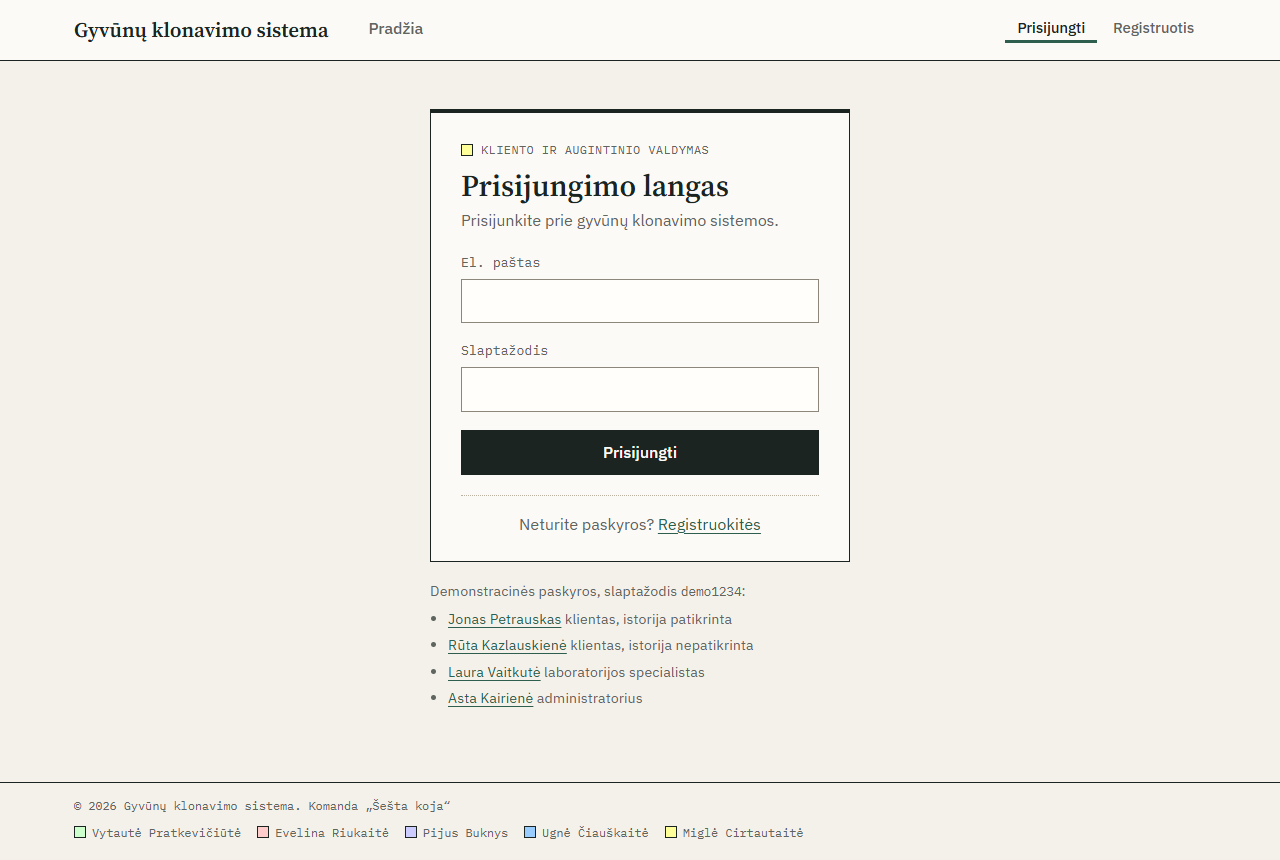 Gyvūnų klonavimo sistema Pradžia Prisijungti Registruotis
KLIENTO IR AUGINTINIO VALDYMAS
Prisijungimo langas
Prisijunkite prie gyvūnų klonavimo sistemos.
El. paštas
Slaptažodis
Prisijungti
Neturite paskyros? Registruokitės
Demonstracinės paskyros, slaptažodis demo1234:
Jonas Petrauskas klientas, istorija patikrinta
Rūta Kazlauskienė klientas, istorija nepatikrinta
Laura Vaitkutė laboratorijos specialistas
Asta Kairienė administratorius
© 2026 Gyvūnų klonavimo sistema. Komanda „Šešta koja“
Vytautė Pratkevičiūtė Evelina Riukaitė Pijus Buknys Ugnė Čiauškaitė Miglė Cirtautaitė